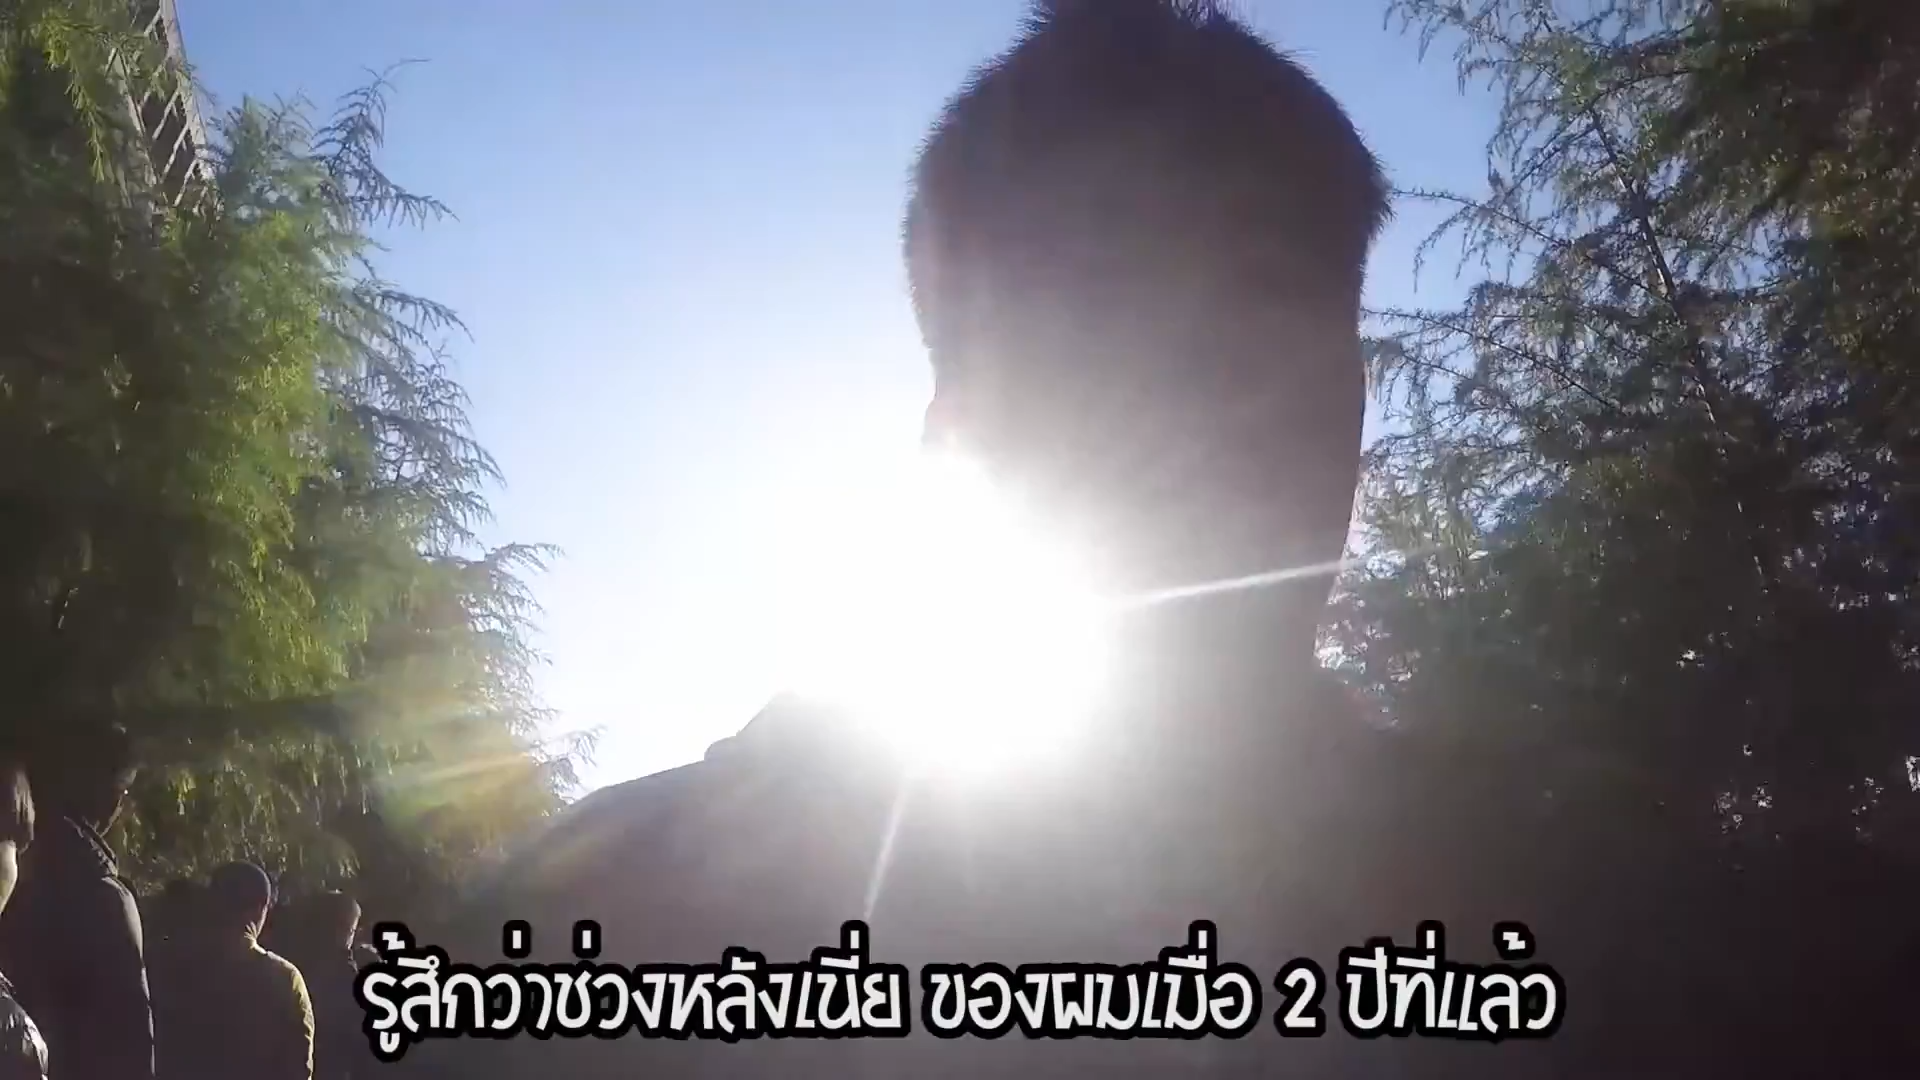 รู้สึกว่าช่วงหลังเนี่ย ของผมเมื่อ 2 ปีที่แล้ว